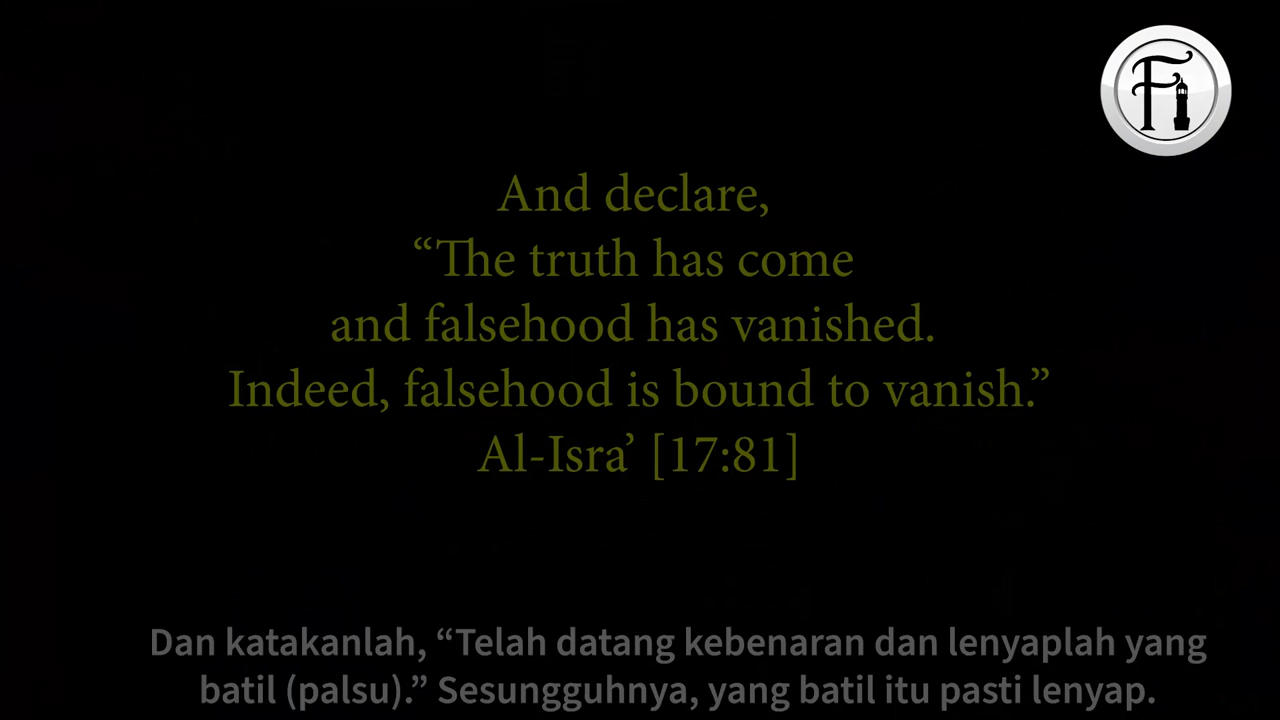 Fi
And declare,
“The truth has come
and falsehood has vanished.
Indeed, falsehood is bound to vanish.”
Al-Isra’ [17:81]
Dan katakanlah, “Telah datang kebenaran dan lenyaplah yang
batil (palsu).” Sesungguhnya, yang batil itu pasti lenyap.